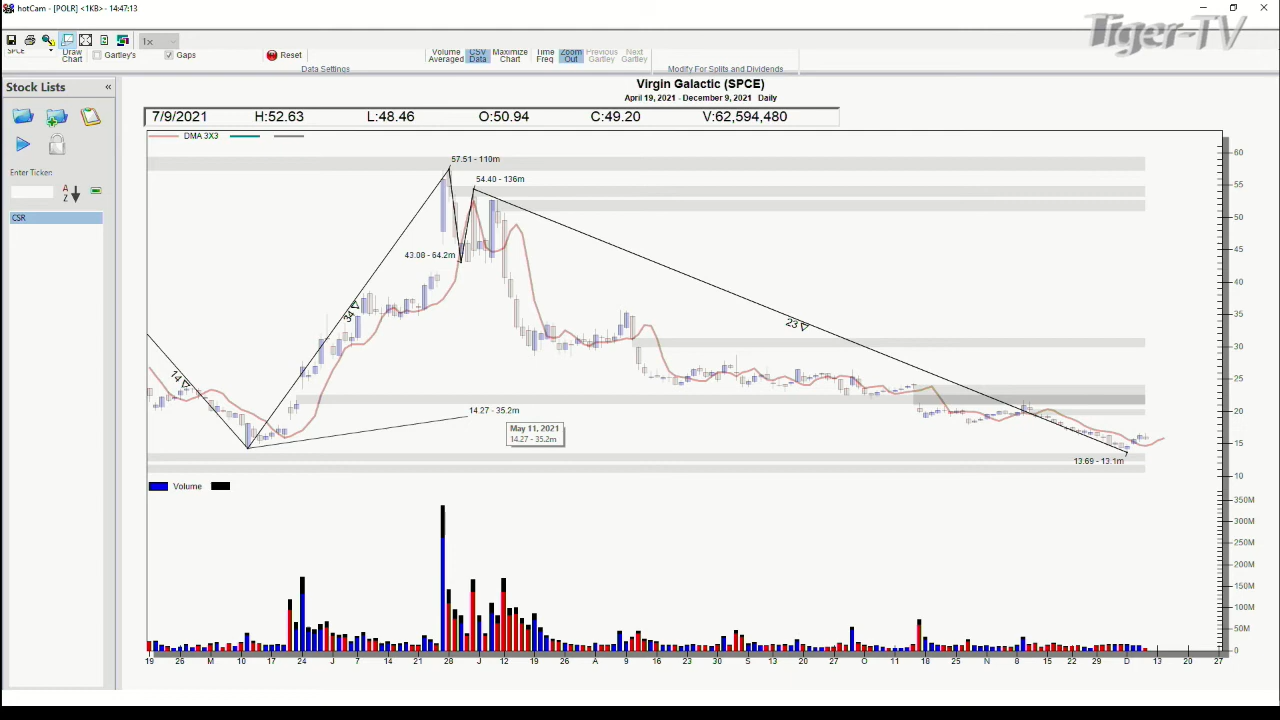 hotCam - [POLR] <1KB> - 14:47:13
Tiger-TV
1x
SPCE
Draw Chart
Gartley's
Gaps
Reset
Volume Averaged
CSV Data
Maximize Chart
Time Freq
Zoom Out
Previous Gartley
Next Gartley
Data Settings
Modify For Splits and Dividends
Stock Lists «
Enter Ticker:
A Z
CSR
Virgin Galactic (SPCE)
April 19, 2021 - December 9, 2021 Daily
7/9/2021 H:52.63 L:48.46 O:50.94 C:49.20 V:62,594,480
DMA 3X3
57.51 - 110m
54.40 - 136m
43.08 - 64.2m
34
23
14
14.27 - 35.2m
May 11, 2021
14.27 - 35.2m
13.69 - 13.1m
60
55
50
45
40
35
30
25
20
15
10
Volume
350M
300M
250M
200M
150M
100M
50M
0
19 26 M 10 17 24 J 7 14 21 26 A 9 16 23 30 5 13 20 27 O 11 18 25 N 8 15 22 29 D 13 20 27